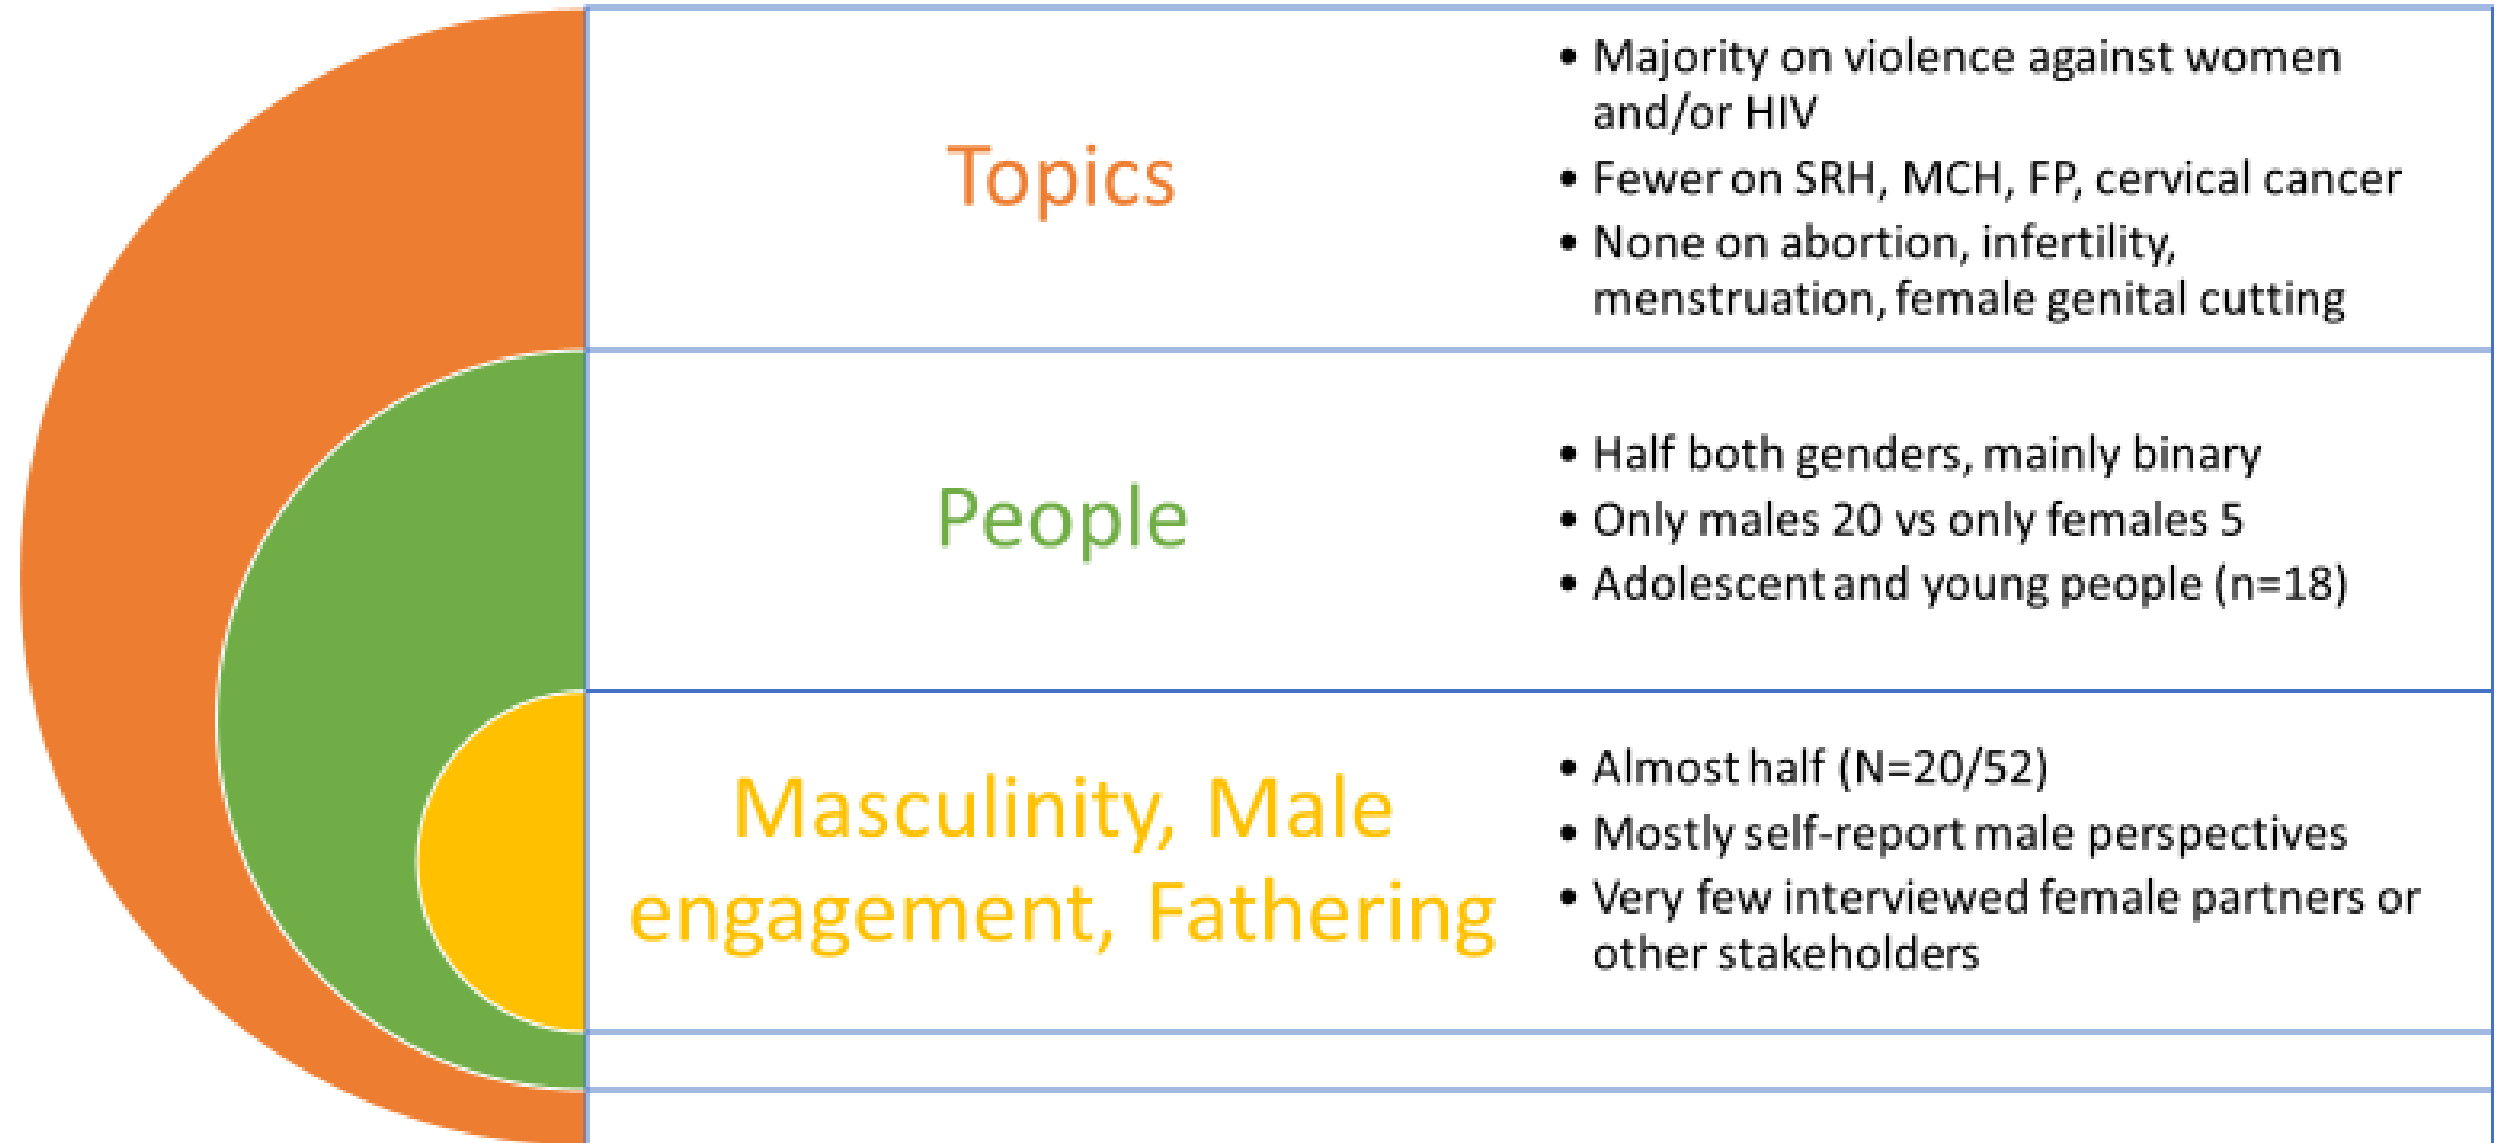 Topics
• Majority on violence against women
and/or HIV
• Fewer on SRH, MCH, FP, cervical cancer
• None on abortion, infertility,
menstruation, female genital cutting
People
• Half both genders, mainly binary
• Only males 20 vs only females 5
• Adolescent and young people (n=18)
Masculinity, Male
engagement, Fathering
• Almost half (N=20/52)
• Mostly self-report male perspectives
• Very few interviewed female partners or
other stakeholders